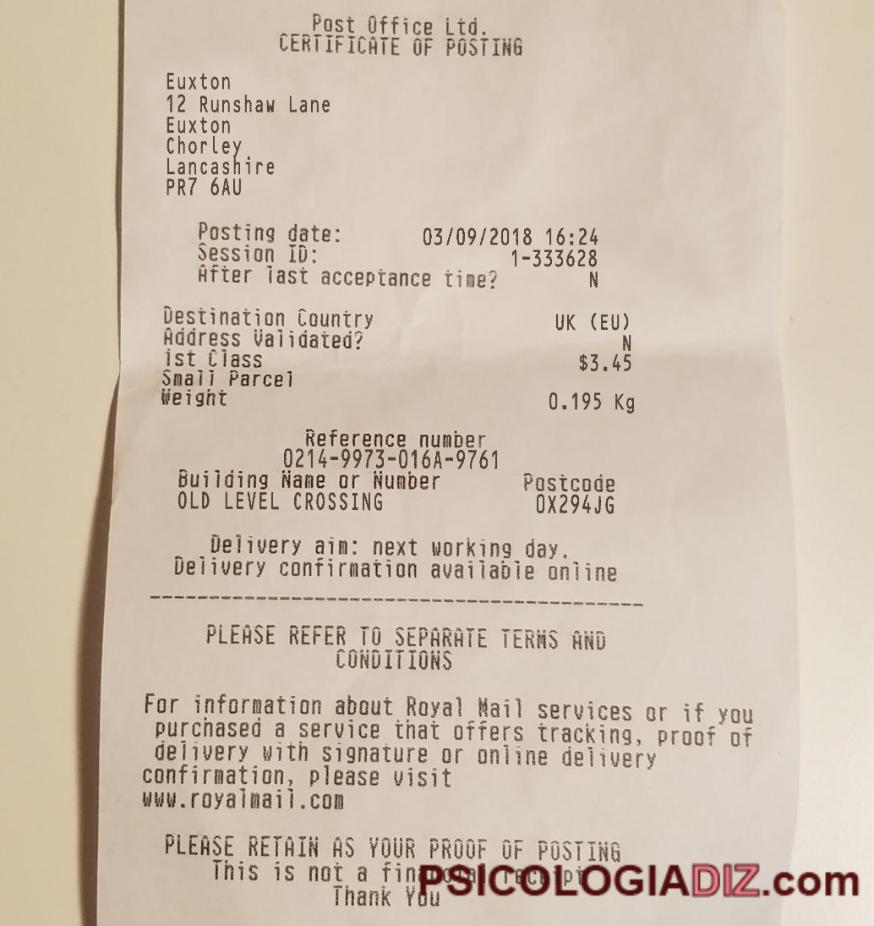 Post Office Ltd.
CERTIFICATE OF POSTING
Euxton
12 Runshaw Lane
Euxton
Chorley
Lancashire
PR7 6AU
Posting date: 03/09/2018 16:24
Session ID: 1-333628
After last acceptance time? N
Destination Country UK (EU)
Address Validated? N
1st Class $3.45
Small Parcel
Weight 0.195 Kg
Reference number
0214-9973-016A-9761
Building Name or Number Postcode
OLD LEVEL CROSSING OX294JG
Delivery aim: next working day.
Delivery confirmation available online
PLEASE REFER TO SEPARATE TERMS AND
CONDITIONS
For information about Royal Mail services or if you
purchased a service that offers tracking, proof of
delivery with signature or online delivery
confirmation, please visit
www.royalmail.com
PLEASE RETAIN AS YOUR PROOF OF POSTING
This is not a financial receipt
Thank You
PSICOLOGIADIZ.com